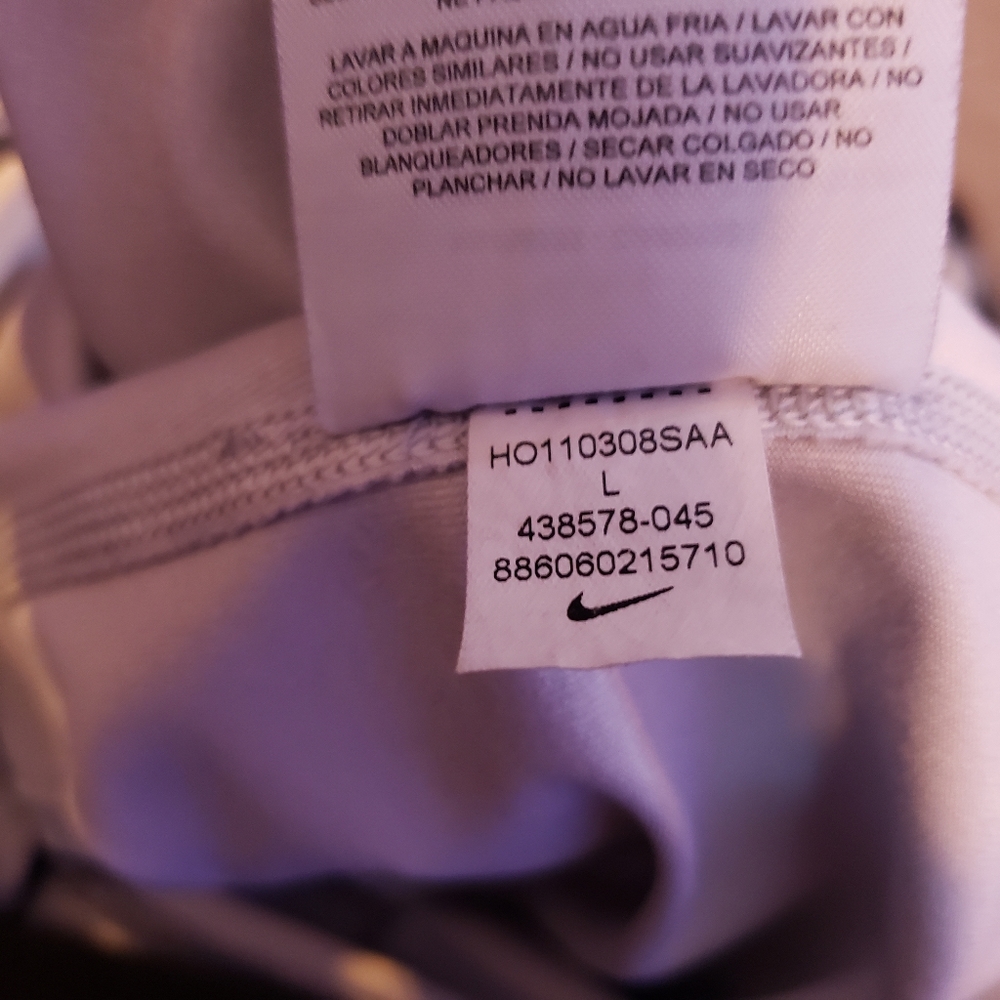 LAVAR A MAQUINA EN AGUA FRIA / LAVAR CON
COLORES SIMILARES / NO USAR SUAVIZANTES /
RETIRAR INMEDIATAMENTE DE LA LAVADORA / NO
DOBLAR PRENDA MOJADA / NO USAR
BLANQUEADORES / SECAR COLGADO / NO
PLANCHAR / NO LAVAR EN SECO
HO110308SAA
L
438578-045
886060215710